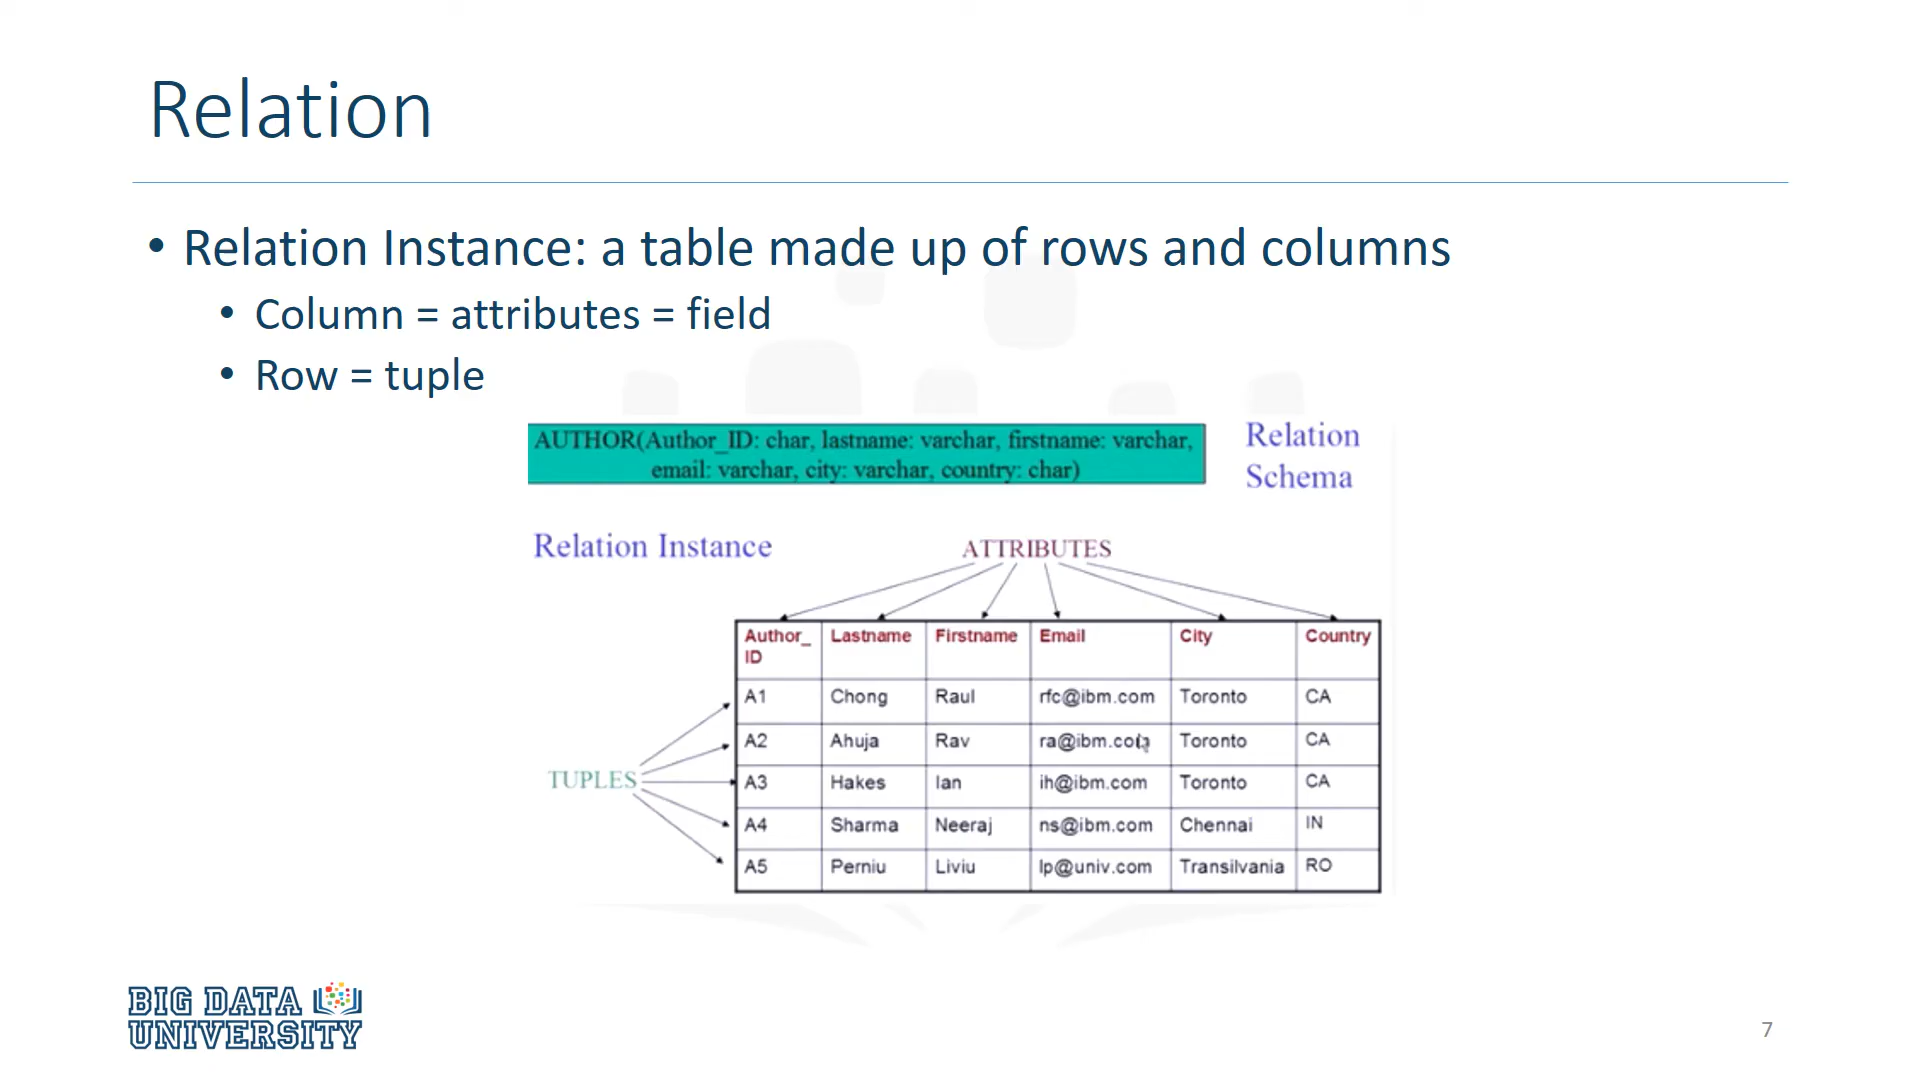 Relation
• Relation Instance: a table made up of rows and columns
• Column = attributes = field
• Row = tuple
AUTHOR(Author_ID: char, lastname: varchar, firstname: varchar,
email: varchar, city: varchar, country: char)
Relation
Schema
Relation Instance
ATTRIBUTES
Author_ Lastname Firstname Email City Country
ID
A1 Chong Raul rfc@ibm.com Toronto CA
A2 Ahuja Rav ra@ibm.com Toronto CA
TUPLES
A3 Hakes Ian ih@ibm.com Toronto CA
A4 Sharma Neeraj ns@ibm.com Chennai IN
A5 Perniu Liviu lp@univ.com Transilvania RO
BIG DATA
UNIVERSITY
7